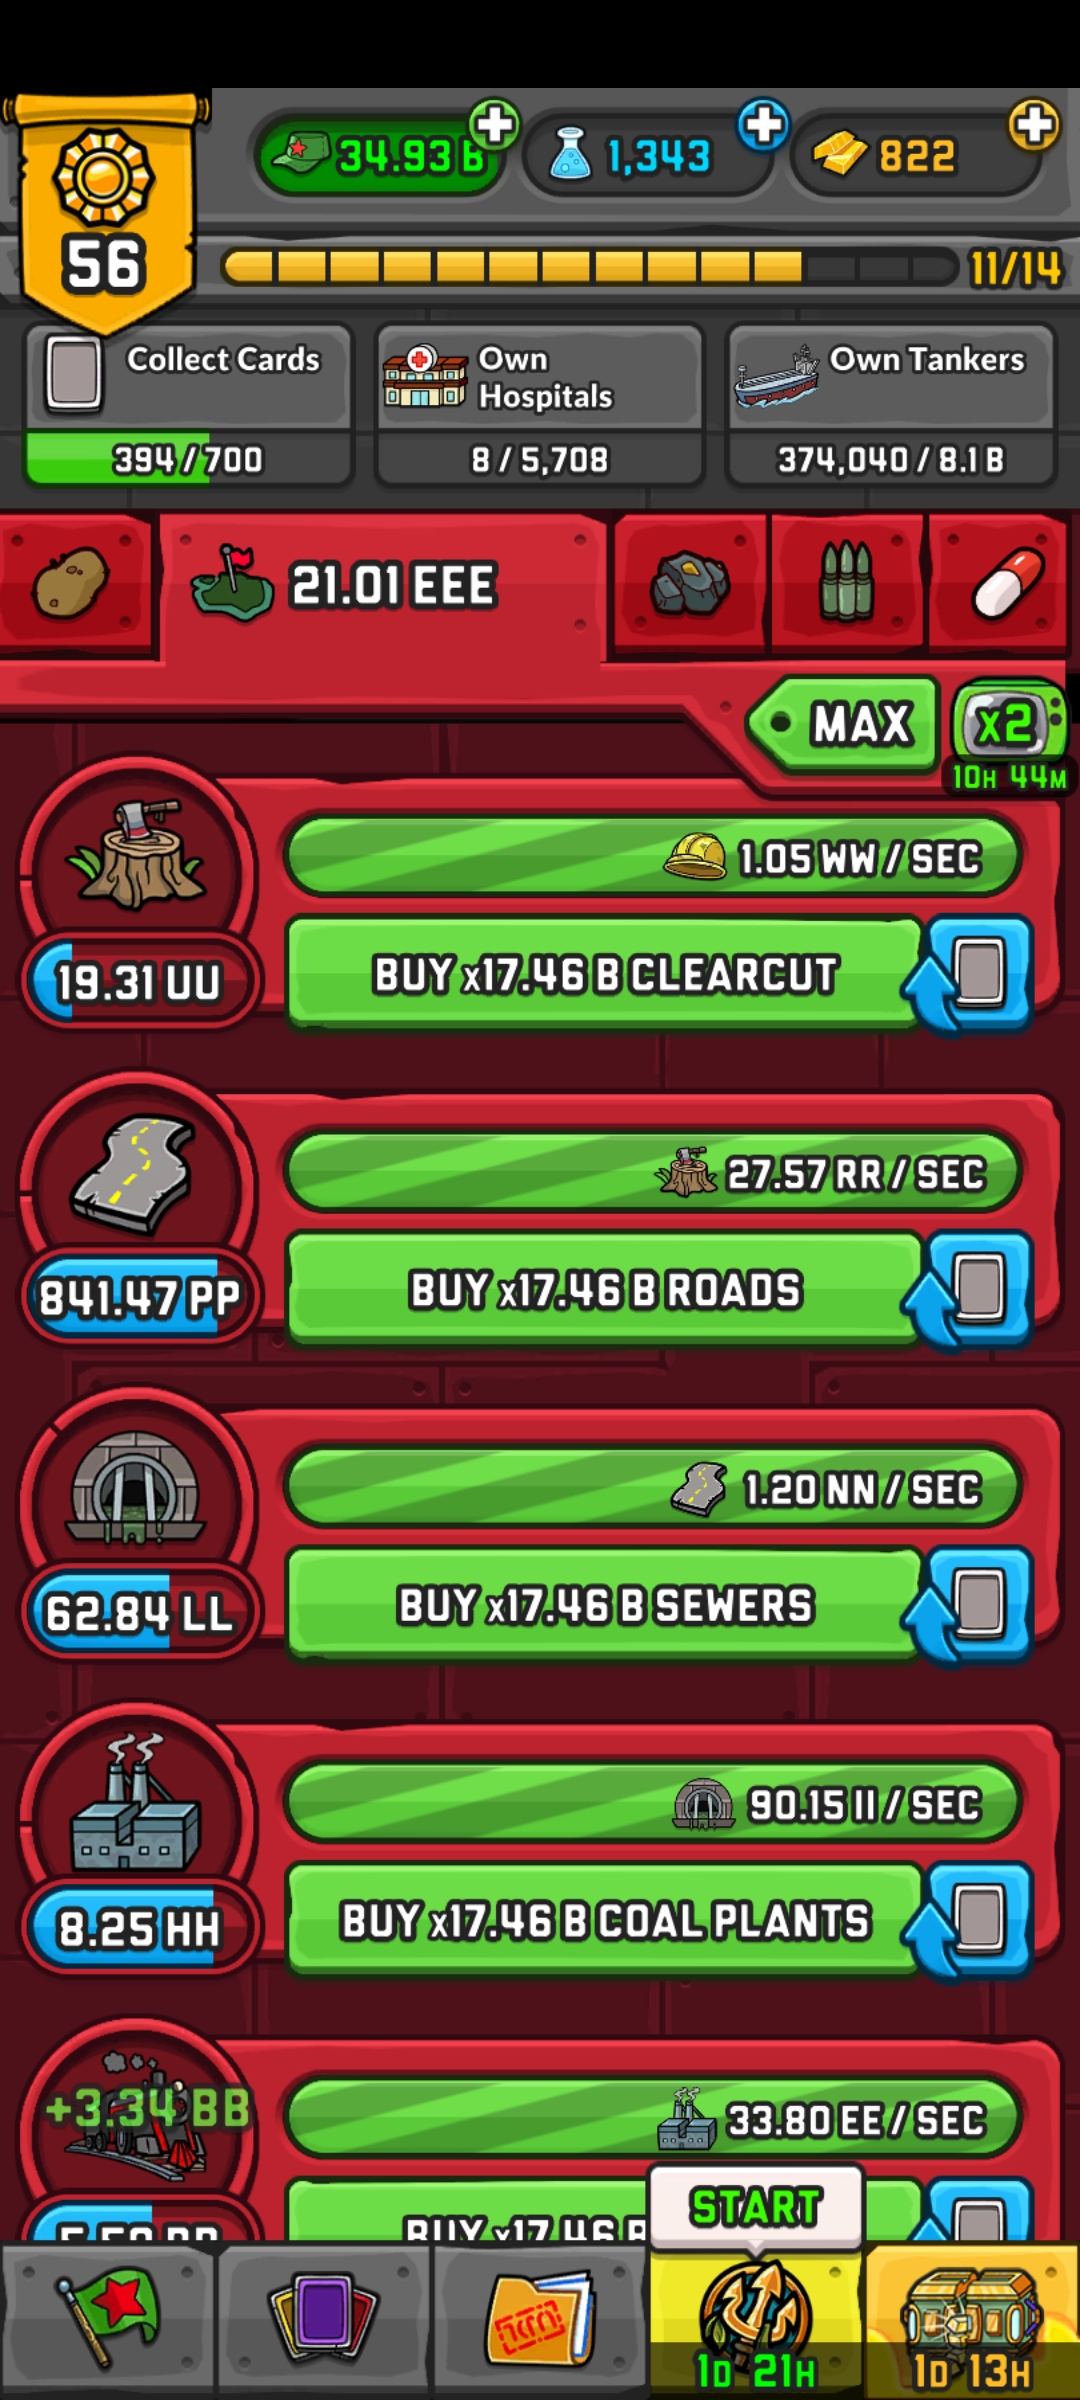 34.93 B
1,343
822
56
11/14
Collect Cards
394/700
Own
Hospitals
8/5,708
Own Tankers
374,040/8.1 B
21.01 EEE
MAX
x2
10H 44M
1.05 WW/SEC
19.31 UU
BUY x17.46 B CLEARCUT
27.57 RR/SEC
841.47 PP
BUY x17.46 B ROADS
1.20 NN/SEC
62.84 LL
BUY x17.46 B SEWERS
90.15 II/SEC
8.25 HH
BUY x17.46 B COAL PLANTS
+3.34 BB
33.80 EE/SEC
BUY x17.46 B
START
1D 21H
1D 13H